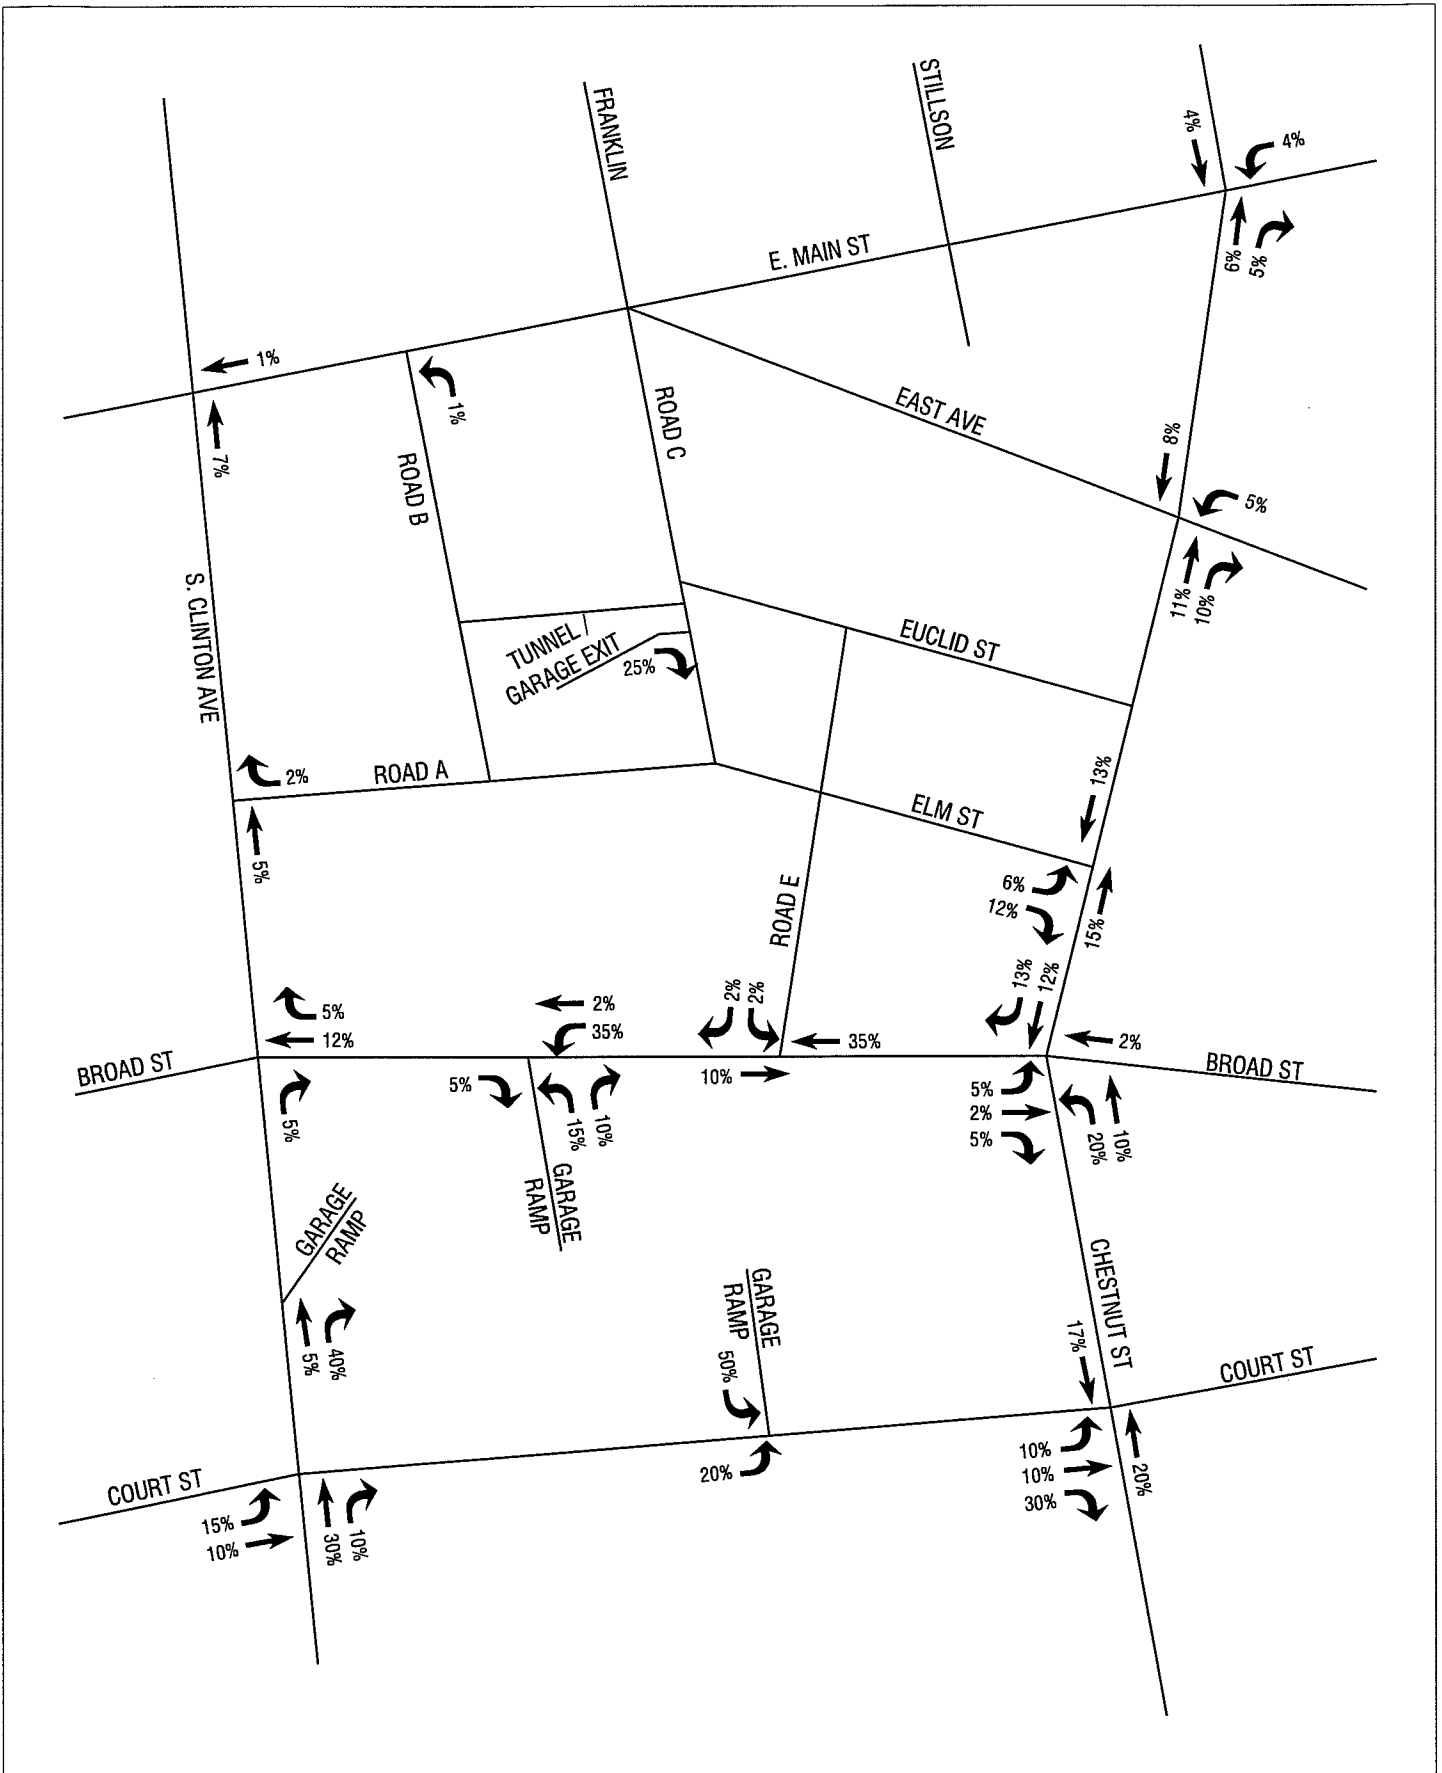 FRANKLIN
STILLSON
4%
4%
E. MAIN ST
6%
5%
1%
7%
1%
ROAD B
ROAD C
EAST AVE
8%
5%
11%
10%
S. CLINTON AVE
TUNNEL
GARAGE EXIT
25%
EUCLID ST
2%
ROAD A
5%
13%
ELM ST
6%
12%
15%
ROAD E
5%
12%
2%
35%
2%
2%
35%
13%
12%
2%
BROAD ST
BROAD ST
5%
5%
15%
10%
10%
5%
2%
5%
20%
10%
GARAGE
RAMP
GARAGE
RAMP
5%
40%
GARAGE
RAMP
50%
CHESTNUT ST
17%
COURT ST
COURT ST
15%
10%
30%
10%
20%
10%
10%
30%
20%